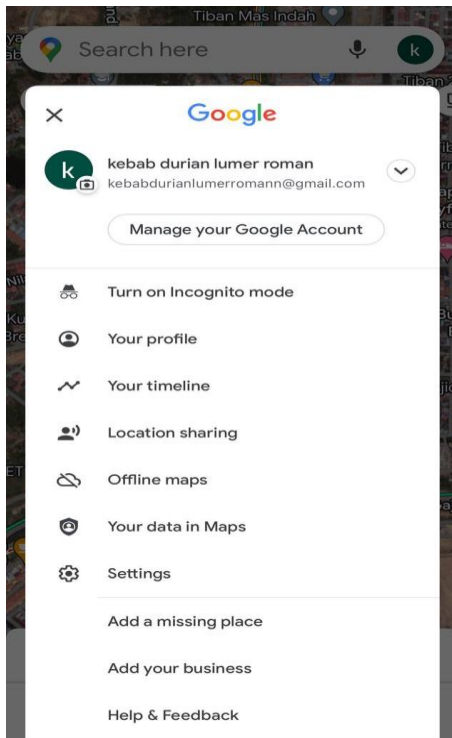 Tiban Mas Indah
Search here
k
Tiban
Google
k
kebab durian lumer roman
kebabdurianlumerromann@gmail.com
Manage your Google Account
Turn on Incognito mode
Your profile
Your timeline
Location sharing
Offline maps
Your data in Maps
Settings
Add a missing place
Add your business
Help & Feedback